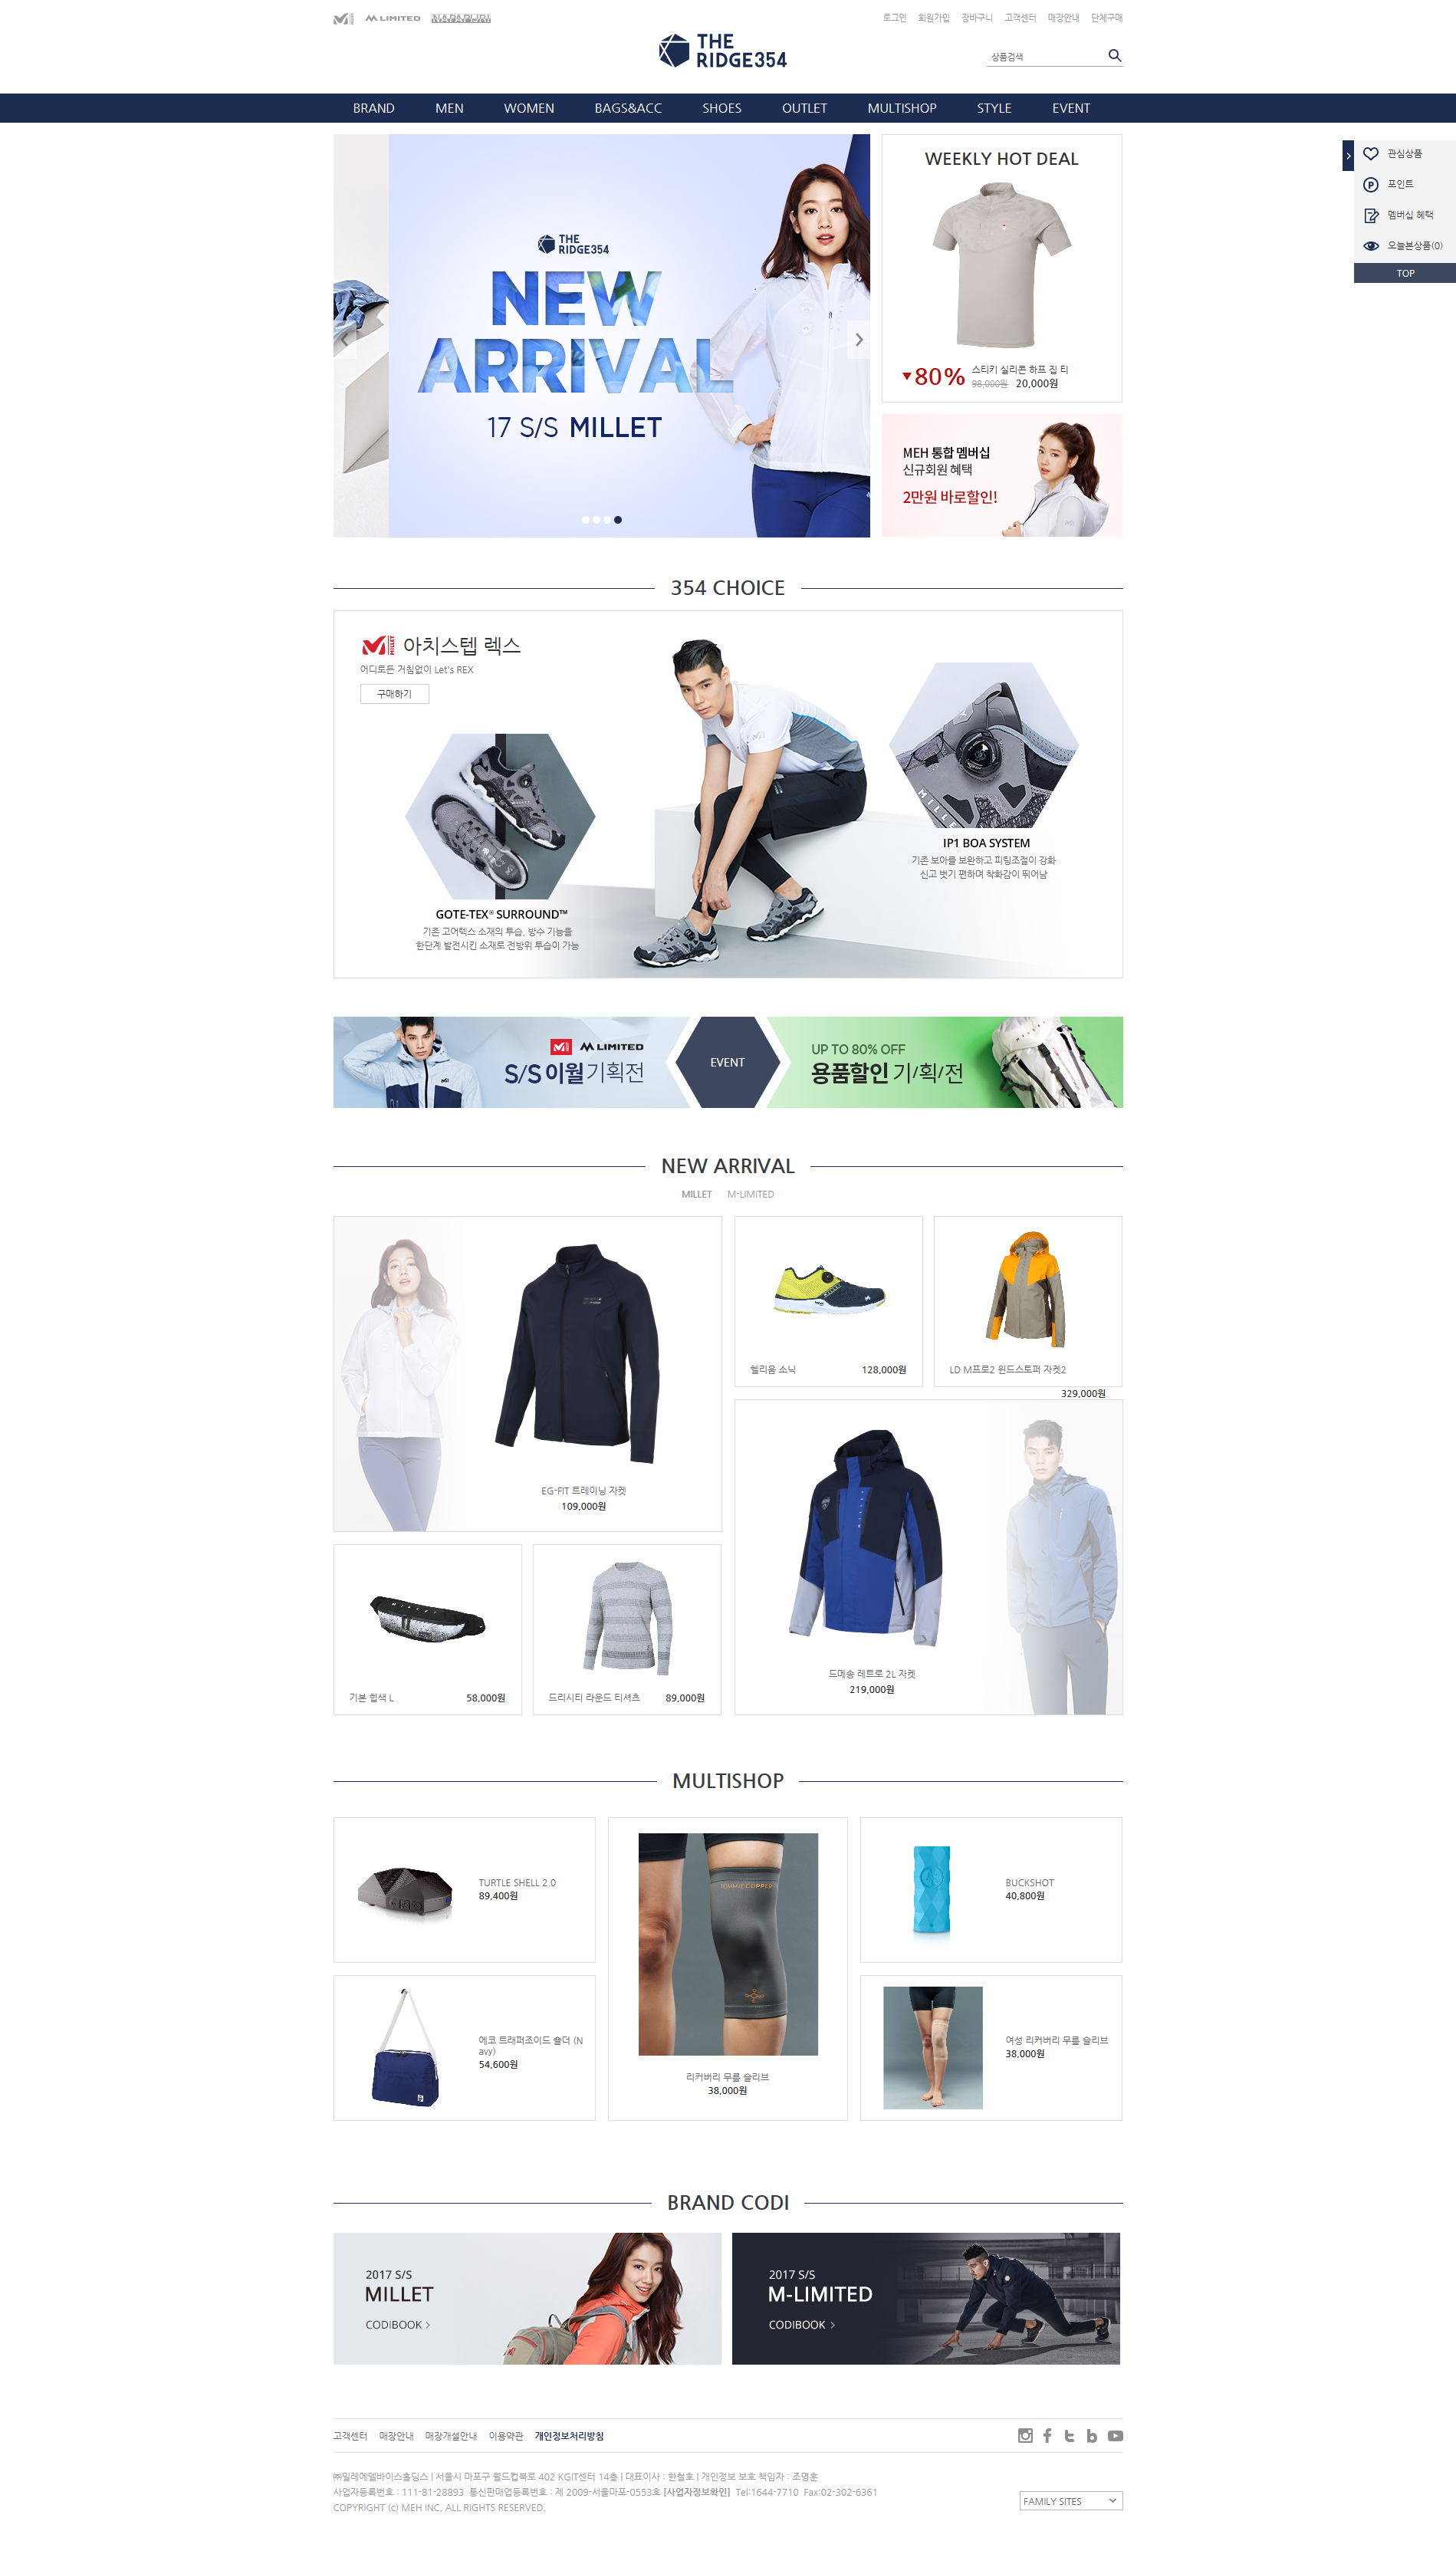 M LIMITED
로그인 회원가입 장바구니 고객센터 매장안내 단체구매
THE
RIDGE354
상품검색
BRAND MEN WOMEN BAGS&ACC SHOES OUTLET MULTISHOP STYLE EVENT
THE
RIDGE354
NEW
ARRIVAL
17 S/S MILLET
WEEKLY HOT DEAL
▼80%
스티키 실리콘 하프 집 티
98,000원 20,000원
MEH 통합 멤버십
신규회원 혜택
2만원 바로할인!
관심상품
포인트
멤버십 혜택
오늘본상품(0)
TOP
354 CHOICE
MILLET 아치스텝 렉스
어디로든 거침없이 Let's REX
구매하기
GOTE-TEX® SURROUND™
기존 고어텍스 소재의 투습, 방수 기능을
한단계 발전시킨 소재로 전방위 투습이 가능
MILLE
IP1 BOA SYSTEM
기존 보아를 보완하고 피팅조절이 강화
신고 벗기 편하며 착화감이 뛰어남
M LIMITED
S/S 이월 기획전
EVENT
UP TO 80% OFF
용품할인 기/획/전
NEW ARRIVAL
MILLET M-LIMITED
EG-FIT 트레이닝 자켓
109,000원
헬리움 소닉 128,000원
LD M프로2 윈드스토퍼 자켓2
329,000원
기본 힙색 L 58,000원
드리시티 라운드 티셔츠 89,000원
드메송 레트로 2L 자켓
219,000원
MULTISHOP
TURTLE SHELL 2.0
89,400원
에코 트래퍼조이드 숄더 (N
avy)
54,600원
리커버리 무릎 슬리브
38,000원
BUCKSHOT
40,800원
여성 리커버리 무릎 슬리브
38,000원
BRAND CODI
2017 S/S
MILLET
CODIBOOK >
2017 S/S
M-LIMITED
CODIBOOK >
고객센터 매장안내 매장개설안내 이용약관 개인정보처리방침
㈜밀레에델바이스홀딩스 | 서울시 마포구 월드컵북로 402 KGIT센터 14층 | 대표이사 : 한철호 | 개인정보 보호 책임자 : 조명훈
사업자등록번호 : 111-81-28893 통신판매업등록번호 : 제 2009-서울마포-0553호 [사업자정보확인] Tel:1644-7710 Fax:02-302-6361
COPYRIGHT (c) MEH INC, ALL RIGHTS RESERVED.
FAMILY SITES